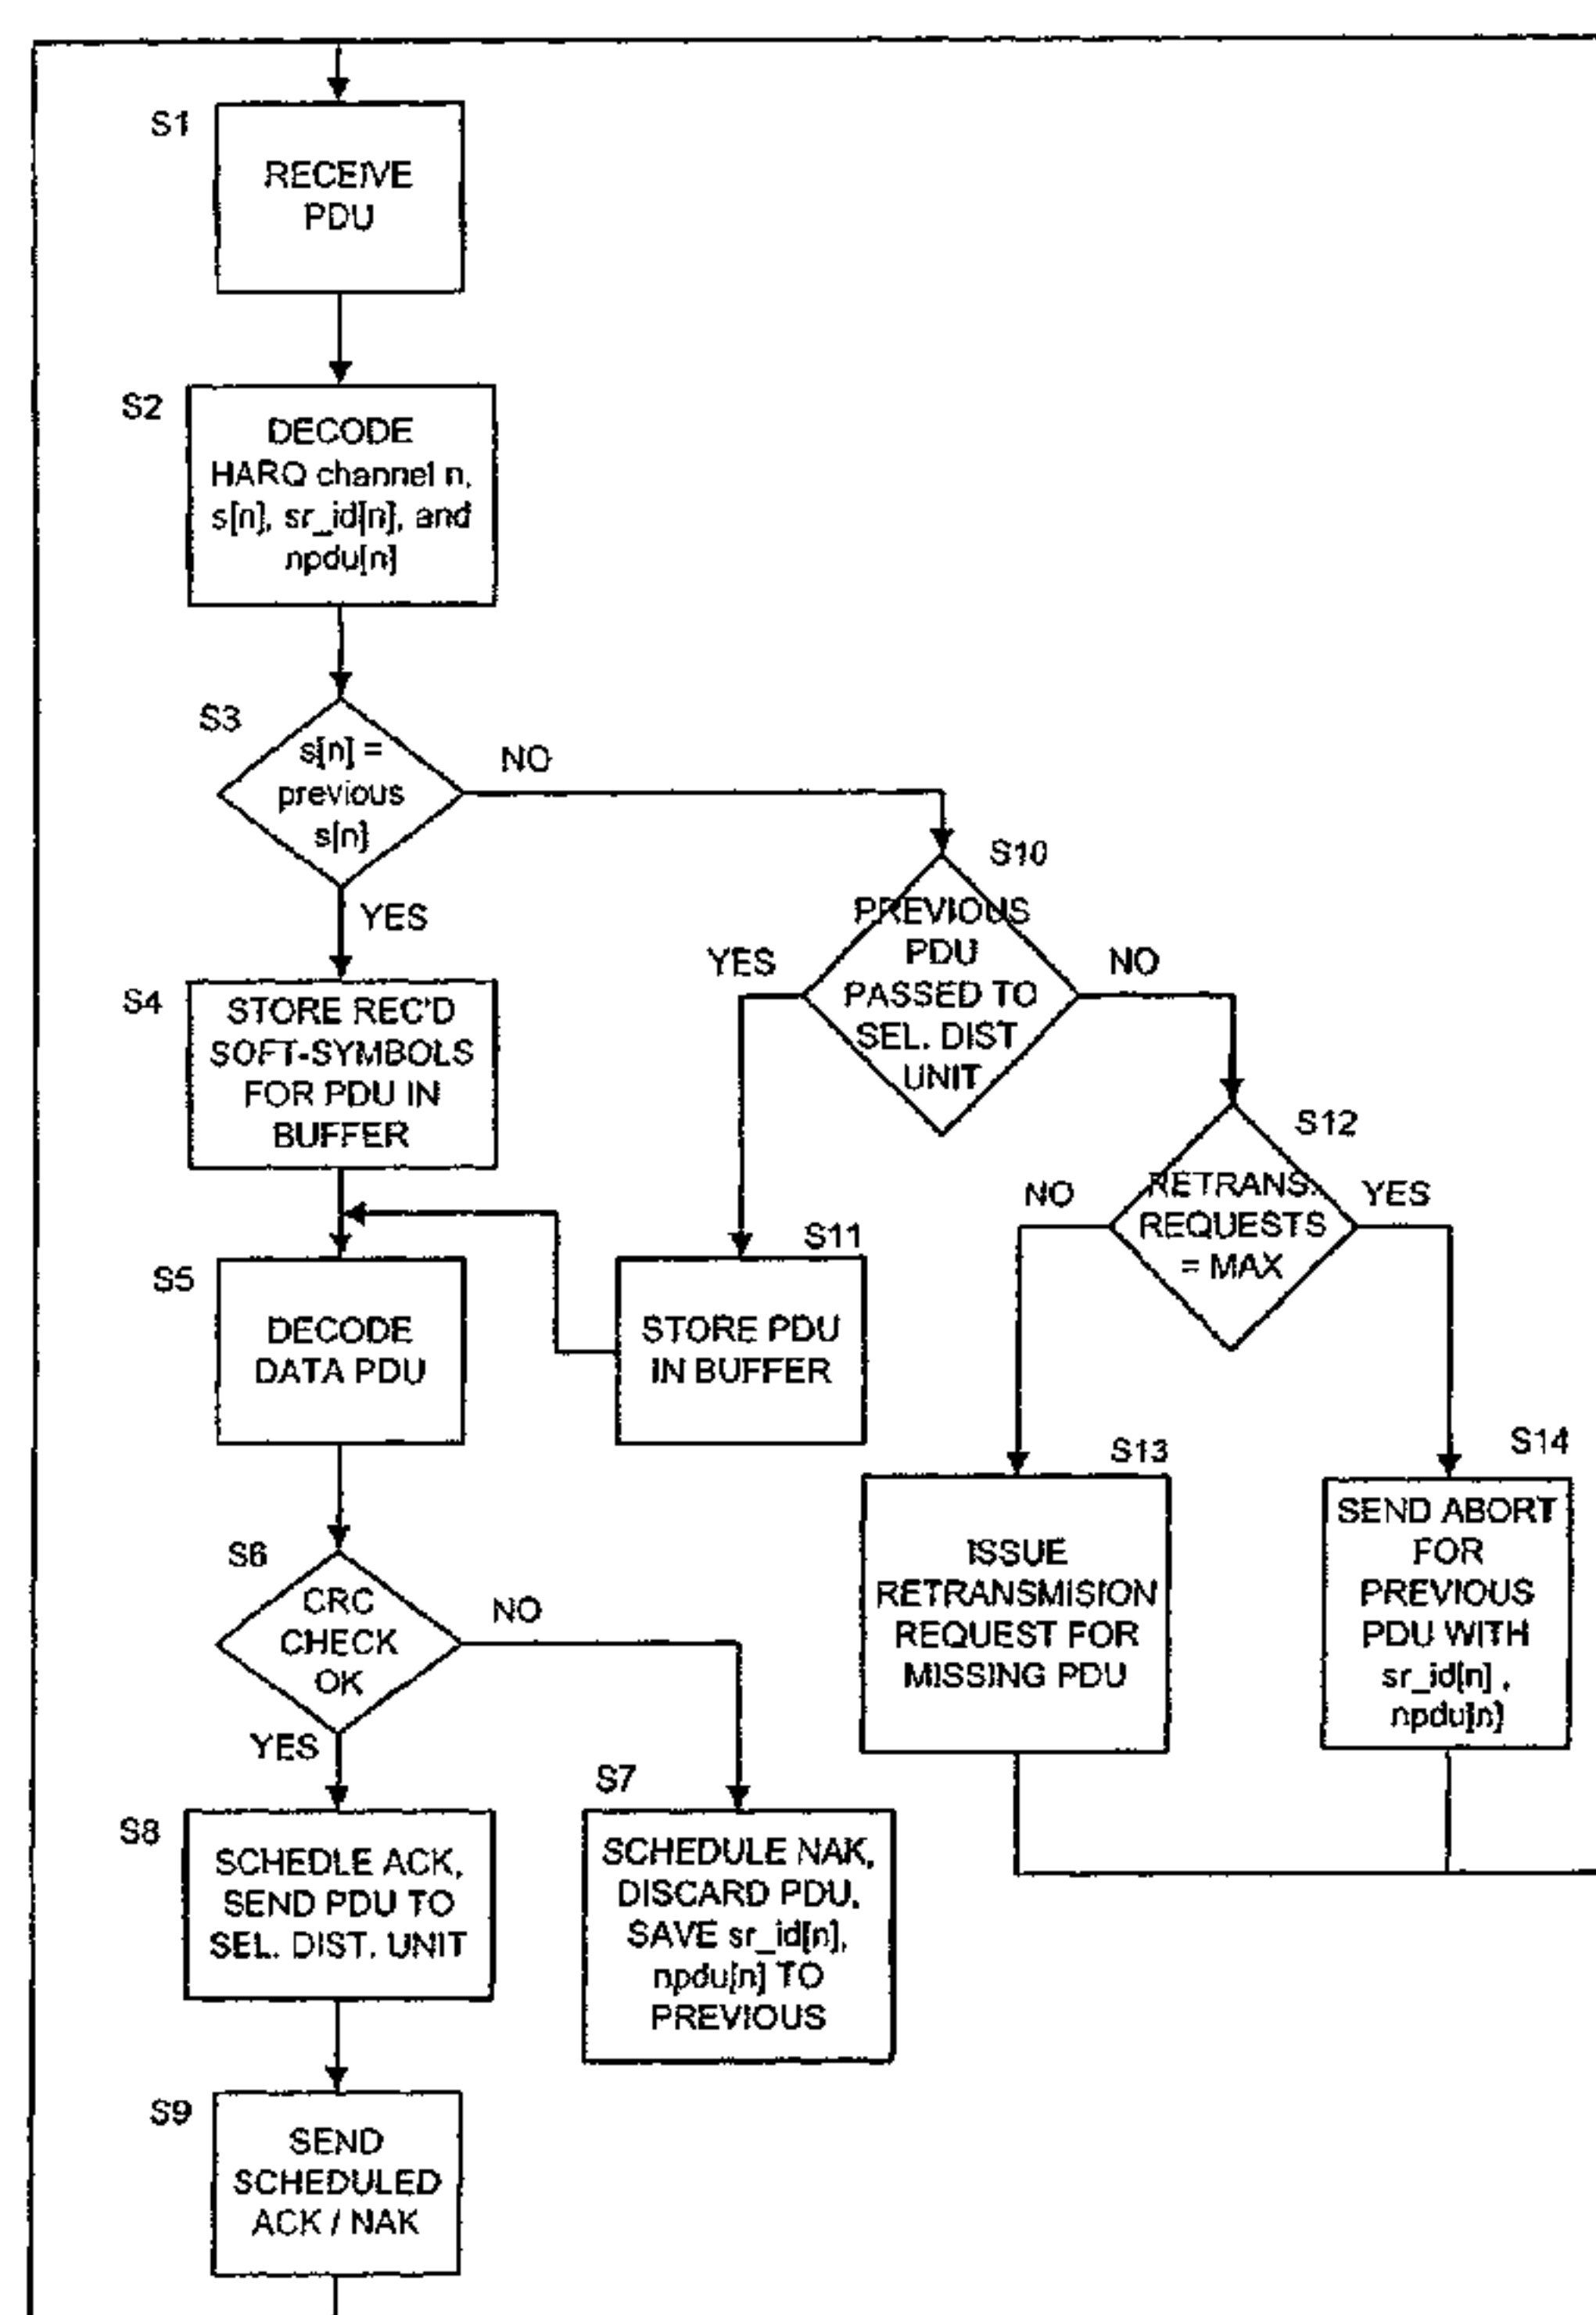 S1
RECEIVE
PDU
S2
DECODE
HARQ channel n,
s[n], sr_id[n], and
npdu[n]
S3
s[n] =
previous
s[n]
NO
YES
S10
PREVIOUS
PDU
PASSED TO
SEL. DIST
UNIT
YES
NO
S4
STORE REC'D
SOFT-SYMBOLS
FOR PDU IN
BUFFER
S12
RETRANS.
REQUESTS
= MAX
NO
YES
S11
STORE PDU
IN BUFFER
S5
DECODE
DATA PDU
S13
ISSUE
RETRANSMISION
REQUEST FOR
MISSING PDU
S14
SEND ABORT
FOR
PREVIOUS
PDU WITH
sr_id[n] ,
npdu[n]
S6
CRC
CHECK
OK
NO
YES
S7
SCHEDULE NAK,
DISCARD PDU,
SAVE sr_id[n],
npdu[n] TO
PREVIOUS
S8
SCHEDLE ACK,
SEND PDU TO
SEL. DIST. UNIT
S9
SEND
SCHEDULED
ACK / NAK